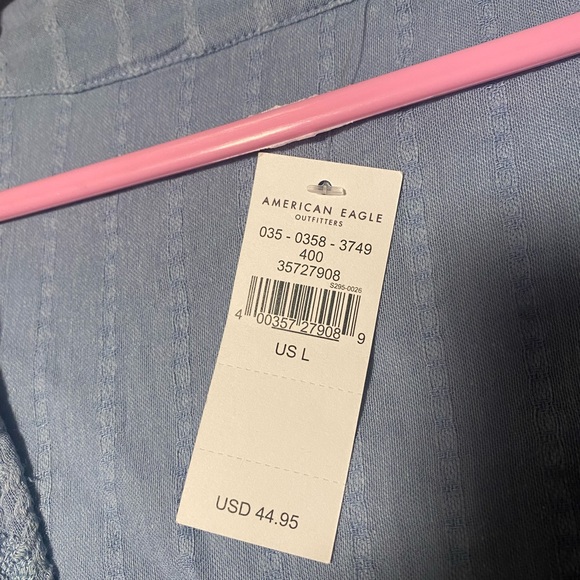 AMERICAN EAGLE
OUTFITTERS
035 - 0358 - 3749
400
35727908
S295-0026
4 00357 27908 9
US L
USD 44.95